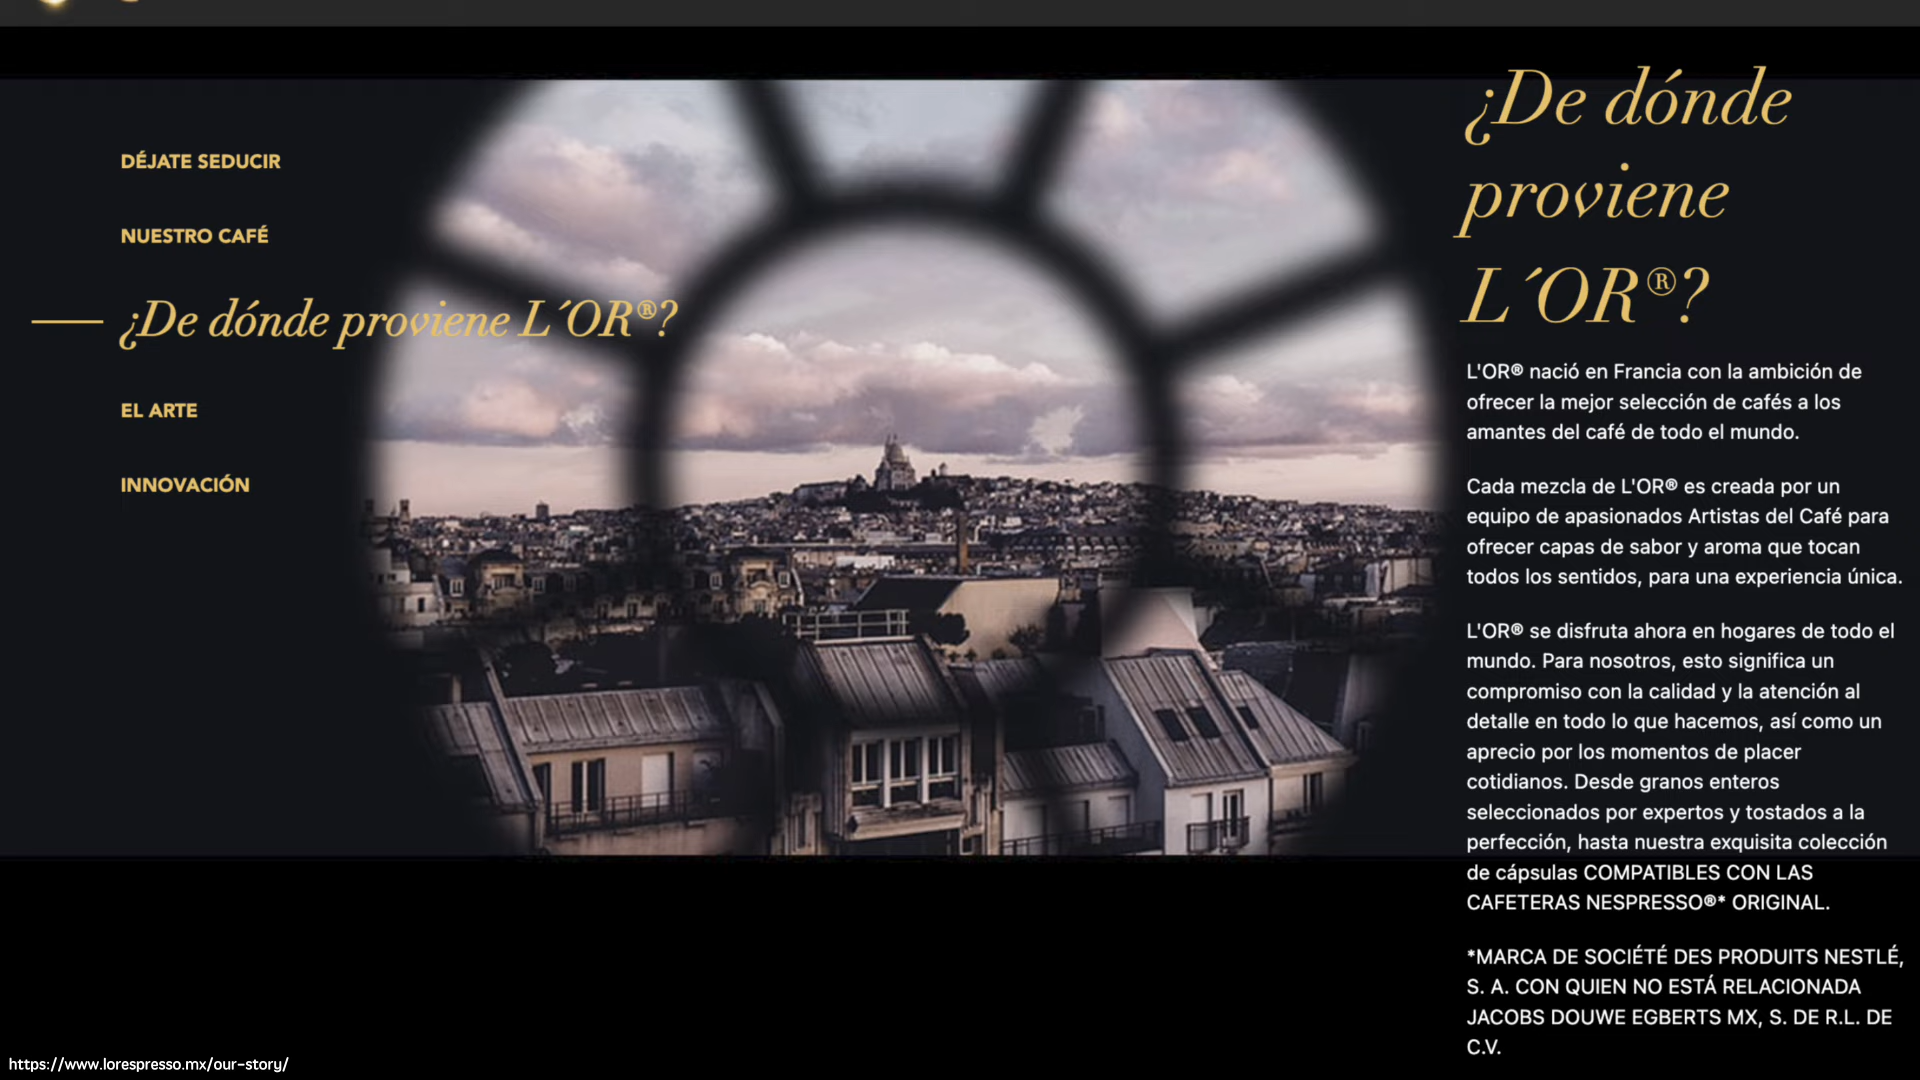 DÉJATE SEDUCIR
NUESTRO CAFÉ
¿De dónde proviene L´OR®?
EL ARTE
INNOVACIÓN
¿De dónde
proviene
L´OR®?
L'OR® nació en Francia con la ambición de
ofrecer la mejor selección de cafés a los
amantes del café de todo el mundo.
Cada mezcla de L'OR® es creada por un
equipo de apasionados Artistas del Café para
ofrecer capas de sabor y aroma que tocan
todos los sentidos, para una experiencia única.
L'OR® se disfruta ahora en hogares de todo el
mundo. Para nosotros, esto significa un
compromiso con la calidad y la atención al
detalle en todo lo que hacemos, así como un
aprecio por los momentos de placer
cotidianos. Desde granos enteros
seleccionados por expertos y tostados a la
perfección, hasta nuestra exquisita colección
de cápsulas COMPATIBLES CON LAS
CAFETERAS NESPRESSO®* ORIGINAL.
*MARCA DE SOCIÉTÉ DES PRODUITS NESTLÉ,
S. A. CON QUIEN NO ESTÁ RELACIONADA
JACOBS DOUWE EGBERTS MX, S. DE R.L. DE
C.V.
https://www.lorespresso.mx/our-story/